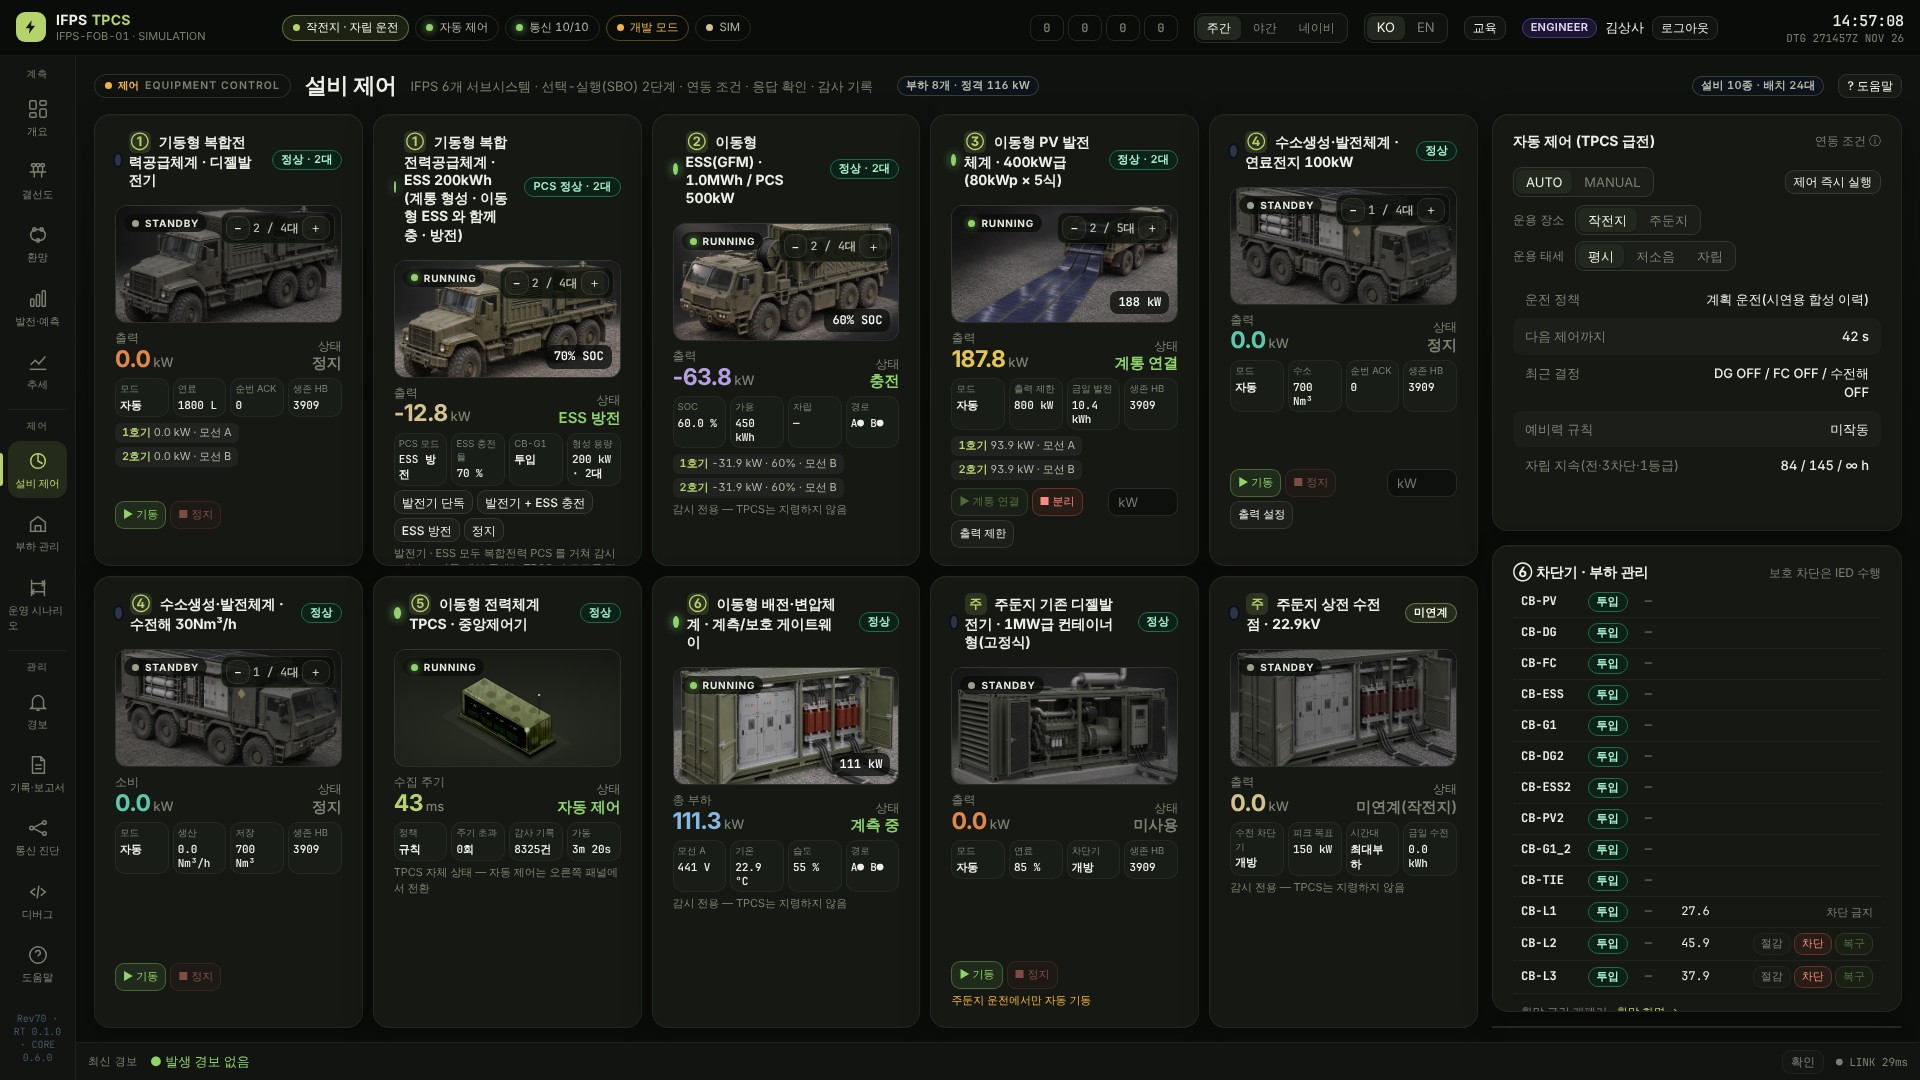 IFPS TPCS
IFPS-FOB-01 · SIMULATION
작전지 · 자립 운전
자동 제어
통신 10/10
개발 모드
SIM
0 0 0 0
주간 야간 네이비
KO EN
교육
ENGINEER 김상사 로그아웃
14:57:08
DTG 271457Z NOV 26
계측
개요
결선도
환망
발전·예측
추세
제어
설비 제어
부하 관리
운영 시나리
오
관리
경보
기록·보고서
통신 진단
디버그
도움말
Rev70 ·
RT 0.1.0
· CORE
0.6.0
제어 EQUIPMENT CONTROL
설비 제어
IFPS 6개 서브시스템 · 선택-실행(SBO) 2단계 · 연동 조건 · 응답 확인 · 감사 기록
부하 8개 · 정격 116 kW
설비 10종 · 배치 24대
? 도움말
① 기동형 복합전
력공급체계 · 디젤발
전기
정상 · 2대
STANDBY
− 2 / 4대 +
출력
0.0 kW
상태
정지
모드
자동
연료
1800 L
순번 ACK
0
생존 HB
3909
1호기 0.0 kW · 모선 A
2호기 0.0 kW · 모선 B
▶ 기동
■ 정지
① 기동형 복합
전력공급체계 ·
ESS 200kWh
(계통 형성 · 이동
형 ESS 와 함께
충 · 방전)
PCS 정상 · 2대
RUNNING
− 2 / 4대 +
70% SOC
출력
-12.8 kW
상태
ESS 방전
PCS 모드
ESS 방
전
ESS 충전
율
70 %
CB-G1
투입
형성 용량
200 kW
· 2대
발전기 단독
발전기 + ESS 충전
ESS 방전
정지
발전기 · ESS 모두 복합전력 PCS 를 거쳐 감시
② 이동형
ESS(GFM) ·
1.0MWh / PCS
500kW
정상 · 2대
RUNNING
− 2 / 4대 +
60% SOC
출력
-63.8 kW
상태
충전
SOC
60.0 %
가용
450
kWh
자립
—
경로
A● B●
1호기 -31.9 kW · 60% · 모선 B
2호기 -31.9 kW · 60% · 모선 B
감시 전용 — TPCS는 지령하지 않음
③ 이동형 PV 발전
체계 · 400kW급
(80kWp × 5식)
정상 · 2대
RUNNING
− 2 / 5대 +
188 kW
출력
187.8 kW
상태
계통 연결
모드
자동
출력 제한
800 kW
금일 발전
10.4
kWh
생존 HB
3909
1호기 93.9 kW · 모선 A
2호기 93.9 kW · 모선 B
▶ 계통 연결
■ 분리
kW
출력 제한
④ 수소생성·발전체계 ·
연료전지 100kW
정상
STANDBY
− 1 / 4대 +
출력
0.0 kW
상태
정지
모드
자동
수소
700
Nm³
순번 ACK
0
생존 HB
3909
▶ 기동
■ 정지
kW
출력 설정
④ 수소생성·발전체계 ·
수전해 30Nm³/h
정상
STANDBY
− 1 / 4대 +
소비
0.0 kW
상태
정지
모드
자동
생산
0.0
Nm³/h
저장
700
Nm³
생존 HB
3909
▶ 기동
■ 정지
⑤ 이동형 전력체계
TPCS · 중앙제어기
정상
RUNNING
수집 주기
43 ms
상태
자동 제어
정책
규칙
주기 초과
0회
감사 기록
8325건
가동
3m 20s
TPCS 자체 상태 — 자동 제어는 오른쪽 패널에
서 전환
⑥ 이동형 배전·변압체
계 · 계측/보호 게이트웨
이
정상
RUNNING
111 kW
총 부하
111.3 kW
상태
계측 중
모선 A
441 V
기온
22.9
°C
습도
55 %
경로
A● B●
감시 전용 — TPCS는 지령하지 않음
주 주둔지 기존 디젤발
전기 · 1MW급 컨테이너
형(고정식)
정상
STANDBY
출력
0.0 kW
상태
미사용
모드
자동
연료
85 %
차단기
개방
생존 HB
3909
▶ 기동
■ 정지
주둔지 운전에서만 자동 기동
주 주둔지 상전 수전
점 · 22.9kV
미연계
STANDBY
출력
0.0 kW
상태
미연계(작전지)
수전 차단
기
개방
피크 목표
150 kW
시간대
최대부
하
금일 수전
0.0
kWh
감시 전용 — TPCS는 지령하지 않음
자동 제어 (TPCS 급전)
연동 조건 ⓘ
AUTO MANUAL
제어 즉시 실행
운용 장소 작전지 주둔지
운용 태세 평시 저소음 자립
운전 정책 계획 운전(시연용 합성 이력)
다음 제어까지 42 s
최근 결정 DG OFF / FC OFF / 수전해
OFF
예비력 규칙 미작동
자립 지속(전·3차단·1등급) 84 / 145 / ∞ h
⑥ 차단기 · 부하 관리
보호 차단은 IED 수행
CB-PV 투입 —
CB-DG 투입 —
CB-FC 투입 —
CB-ESS 투입 —
CB-G1 투입 —
CB-DG2 투입 —
CB-ESS2 투입 —
CB-PV2 투입 —
CB-G1_2 투입 —
CB-TIE 투입 —
CB-L1 투입 — 27.6 차단 금지
CB-L2 투입 — 45.9 절감 차단 복구
CB-L3 투입 — 37.9 절감 차단 복구
최신 경보
발생 경보 없음
확인
LINK 29ms